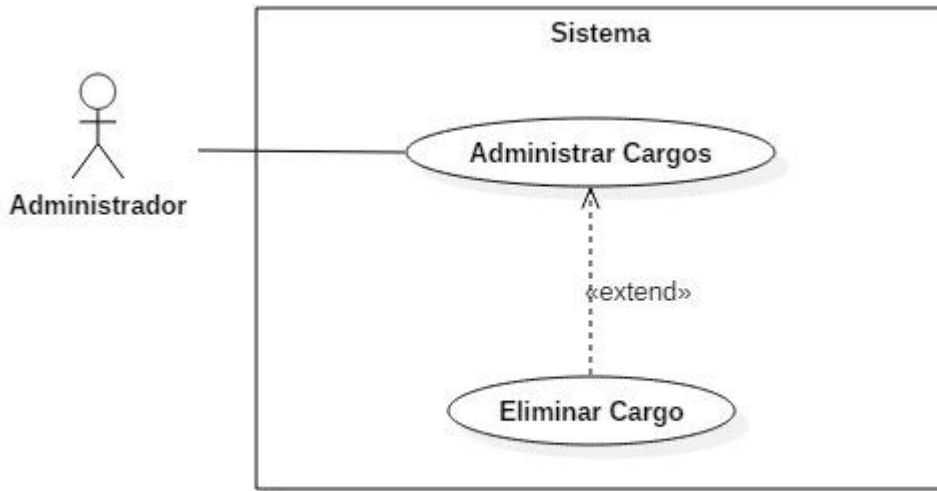 Sistema
Administrar Cargos
Administrador
«extend»
Eliminar Cargo